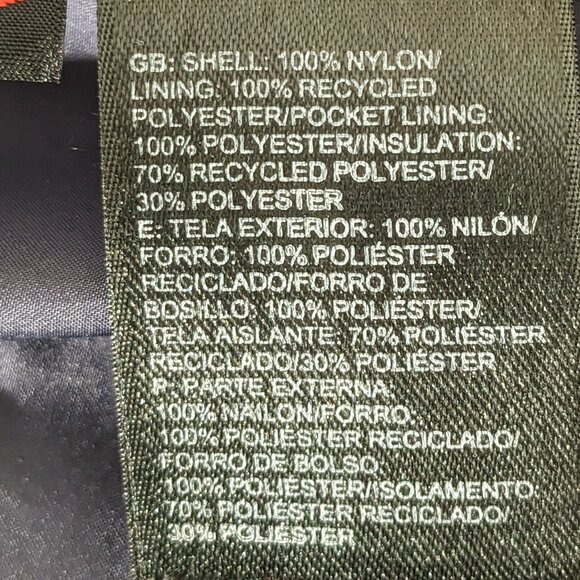 GB: SHELL: 100% NYLON/
LINING: 100% RECYCLED
POLYESTER/POCKET LINING:
100% POLYESTER/INSULATION:
70% RECYCLED POLYESTER/
30% POLYESTER
E: TELA EXTERIOR: 100% NILÓN/
FORRO: 100% POLIÉSTER
RECICLADO/FORRO DE
BOSILLO: 100% POLIÉSTER/
TELA AISLANTE: 70% POLIÉSTER
RECICLADO/30% POLIÉSTER
P: PARTE EXTERNA:
100% NAILON/FORRO:
100% POLIÉSTER RECICLADO/
FORRO DE BOLSO:
100% POLIÉSTER/ISOLAMENTO:
70% POLIÉSTER RECICLADO/
30% POLIÉSTER